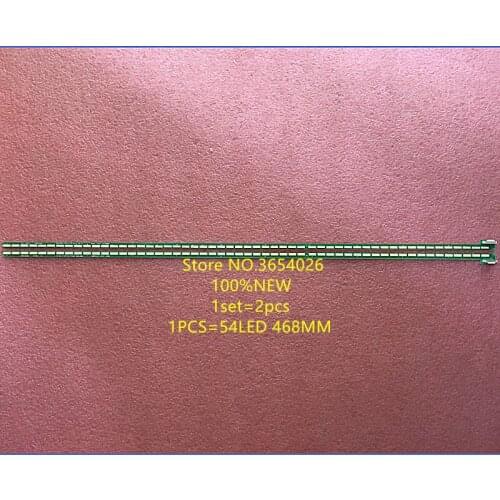 Store NO.3654026
100%NEW
1set=2pcs
1PCS=54LED 468MM